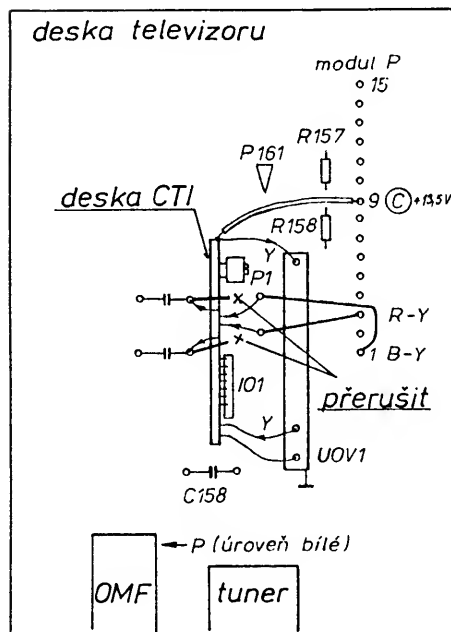 deska televizoru
modul P
15
R157
P161
9 C +13,5V
deska CTI
R158
Y
P1
R-Y
1 B-Y
IO1
přerušit
Y
UOV1
C158
P (úroveň bílé)
OMF
tuner